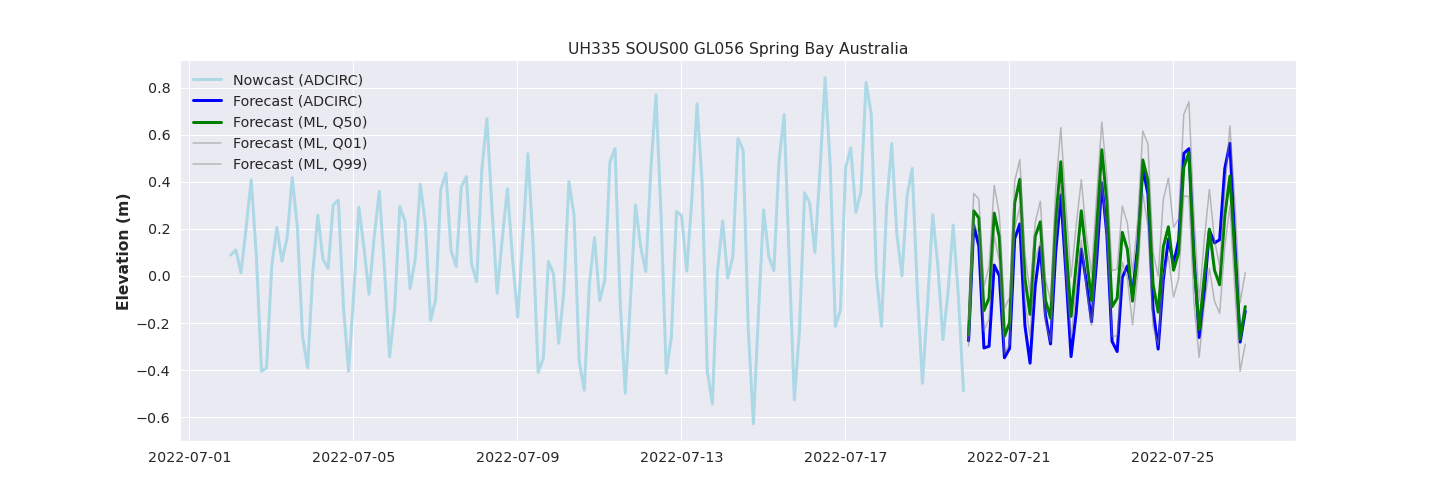 UH335 SOUS00 GL056 Spring Bay Australia
Nowcast (ADCIRC)
Forecast (ADCIRC)
Forecast (ML, Q50)
Forecast (ML, Q01)
Forecast (ML, Q99)
Elevation (m)
0.8
0.6
0.4
0.2
0.0
−0.2
−0.4
−0.6
2022-07-01 2022-07-05 2022-07-09 2022-07-13 2022-07-17 2022-07-21 2022-07-25